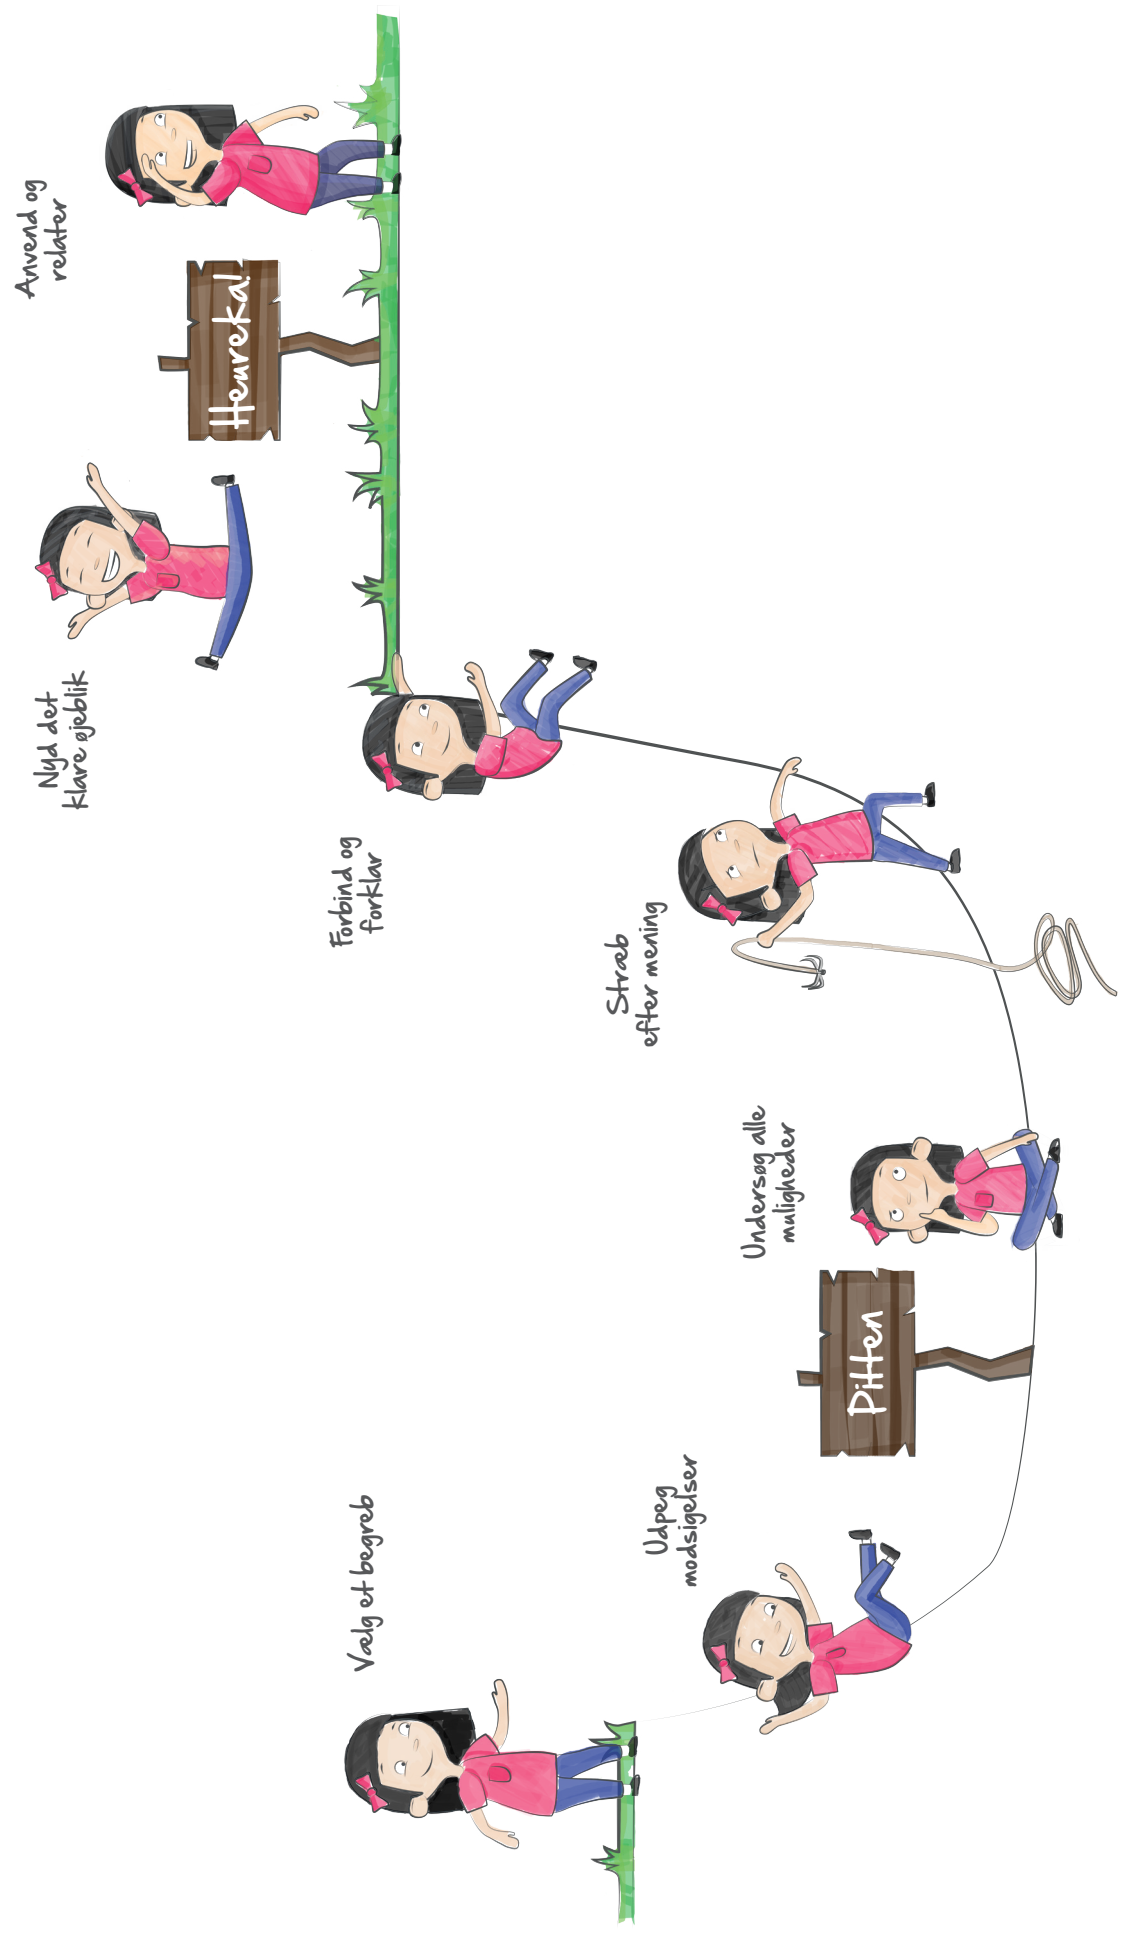 Vælg et begreb
Udpeg
modsigelser
Pitten
Undersøg alle
muligheder
Stræb
efter mening
Forbind og
forklar
Nyd det
klare øjeblik
Heureka!
Anvend og
relater